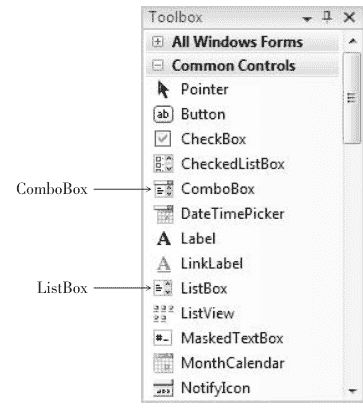 Toolbox
All Windows Forms
Common Controls
Pointer
Button
CheckBox
CheckedListBox
ComboBox ComboBox
DateTimePicker
Label
LinkLabel
ListBox ListBox
ListView
MaskedTextBox
MonthCalendar
NotifyIcon